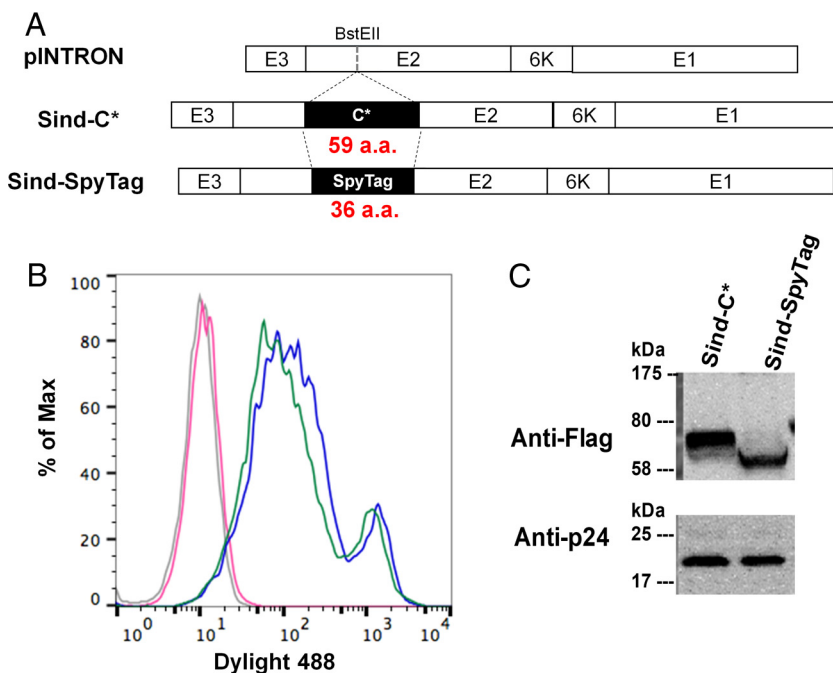 A
BstEII
pINTRON
E3 E2 6K E1
Sind-C*
E3 C* E2 6K E1
59 a.a.
Sind-SpyTag
E3 SpyTag E2 6K E1
36 a.a.
B
% of Max
100
80
60
40
20
0
10^0 10^1 10^2 10^3 10^4
Dylight 488
C
Sind-C*
Sind-SpyTag
kDa
175 --
80 ---
Anti-Flag
58 ---
kDa
25 ---
Anti-p24
17 ---